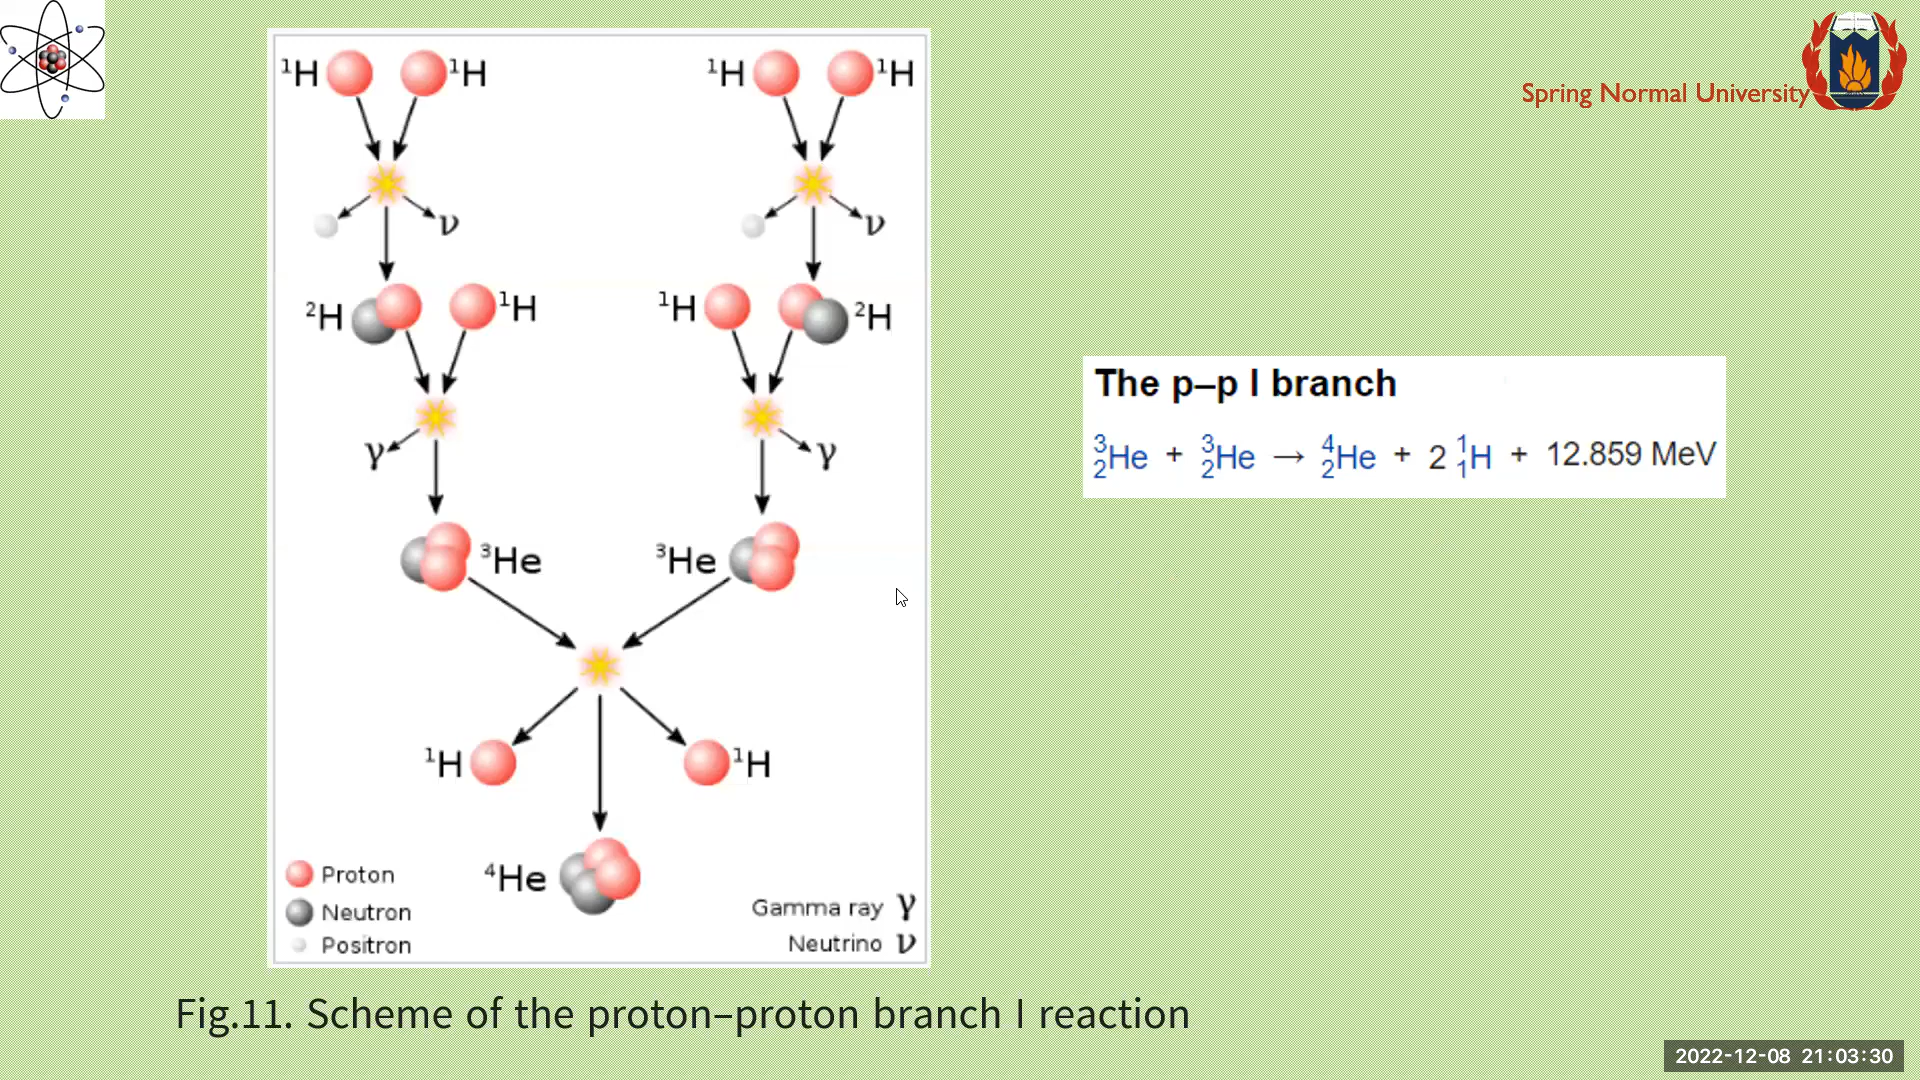 ¹H ¹H ¹H ¹H
Spring Normal University
ν ν
²H ¹H ¹H ²H
The p–p I branch
γ γ
³₂He + ³₂He → ⁴₂He + 2 ¹₁H + 12.859 MeV
³He ³He
¹H ¹H
⁴He
Proton
Neutron
Positron
Gamma ray γ
Neutrino ν
Fig.11. Scheme of the proton–proton branch I reaction
2022-12-08 21:03:30